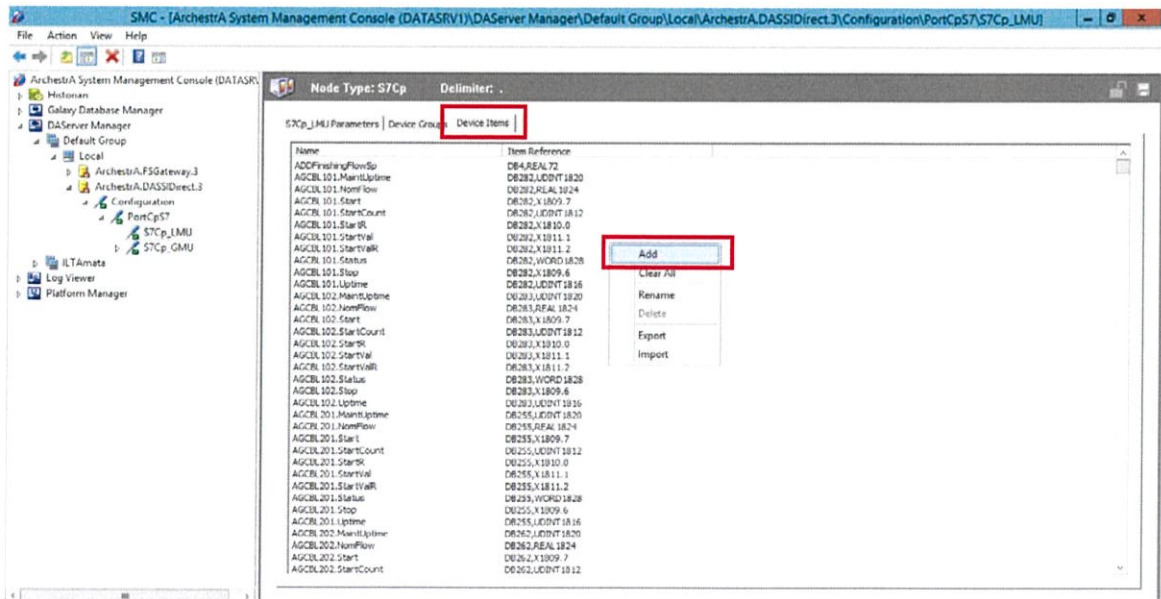 SMC - [ArchestrA System Management Console (DATASRV1)\DAServer Manager\Default Group\Local\ArchestrA.DASSIDirect.3\Configuration\PortCpS7\S7Cp_LMU]
File Action View Help
ArchestrA System Management Console (DATASRV
Historian
Galaxy Database Manager
DAServer Manager
Default Group
Local
ArchestrA.FSGateway.3
ArchestrA.DASSIDirect.3
Configuration
PortCpS7
S7Cp_LMU
S7Cp_GMU
ILTAmata
Log Viewer
Platform Manager
Node Type: S7Cp Delimiter: .
S7Cp_LMU Parameters Device Groups Device Items
Name Item Reference
ADDFinishingFlowSp DB4,REAL72
AGCBL101.MaintUptime DB282,UDINT1820
AGCBL101.NomFlow DB282,REAL1824
AGCBL101.Start DB282,X1809.7
AGCBL101.StartCount DB282,UDINT1812
AGCBL101.StartR DB282,X1810.0
AGCBL101.StartVal DB282,X1811.1
AGCBL101.StartValR DB282,X1811.2
AGCBL101.Status DB282,WORD1828
AGCBL101.Stop DB282,X1809.6
AGCBL101.Uptime DB282,UDINT1816
AGCBL102.MaintUptime DB283,UDINT1820
AGCBL102.NomFlow DB283,REAL1824
AGCBL102.Start DB283,X1809.7
AGCBL102.StartCount DB283,UDINT1812
AGCBL102.StartR DB283,X1810.0
AGCBL102.StartVal DB283,X1811.1
AGCBL102.StartValR DB283,X1811.2
AGCBL102.Status DB283,WORD1828
AGCBL102.Stop DB283,X1809.6
AGCBL102.Uptime DB283,UDINT1816
AGCBL201.MaintUptime DB255,UDINT1820
AGCBL201.NomFlow DB255,REAL1824
AGCBL201.Start DB255,X1809.7
AGCBL201.StartCount DB255,UDINT1812
AGCBL201.StartR DB255,X1810.0
AGCBL201.StartVal DB255,X1811.1
AGCBL201.StartValR DB255,X1811.2
AGCBL201.Status DB255,WORD1828
AGCBL201.Stop DB255,X1809.6
AGCBL201.Uptime DB255,UDINT1816
AGCBL202.MaintUptime DB262,UDINT1820
AGCBL202.NomFlow DB262,REAL1824
AGCBL202.Start DB262,X1809.7
AGCBL202.StartCount DB262,UDINT1812
Add
Clear All
Rename
Delete
Export
Import